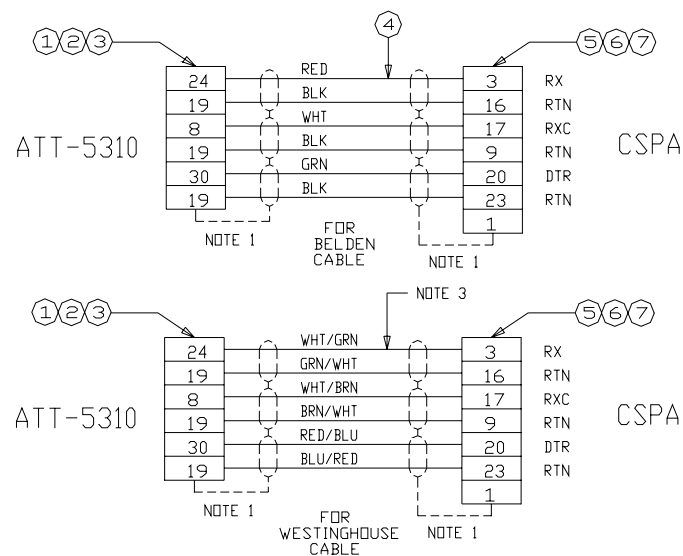 1 2 3
4
5 6 7
RED
24 3 RX
BLK
19 16 RTN
WHT
8 17 RXC
ATT-5310
BLK
CSPA
19 9 RTN
GRN
30 20 DTR
BLK
19 23 RTN
1
NOTE 1
FOR
BELDEN
CABLE
NOTE 1
NOTE 3
1 2 3
5 6 7
WHT/GRN
24 3 RX
GRN/WHT
19 16 RTN
WHT/BRN
8 17 RXC
ATT-5310
BRN/WHT
CSPA
19 9 RTN
RED/BLU
30 20 DTR
BLU/RED
19 23 RTN
1
NOTE 1
FOR
WESTINGHOUSE
CABLE
NOTE 1